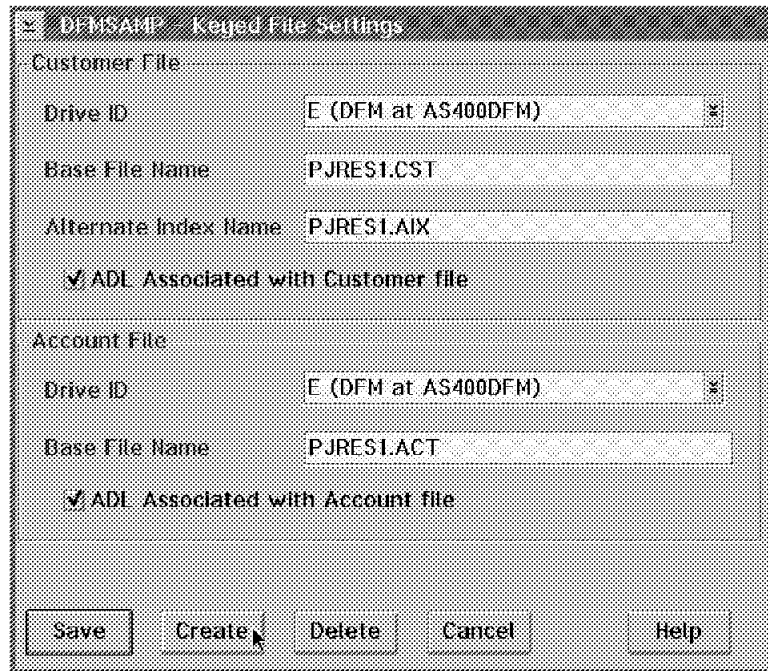 DFMSAMP - Keyed File Settings
Customer File
Drive ID E (DFM at AS400DFM)
Base File Name PJRES1.CST
Alternate Index Name PJRES1.AIX
ADL Associated with Customer file
Account File
Drive ID E (DFM at AS400DFM)
Base File Name PJRES1.ACT
ADL Associated with Account file
Save Create Delete Cancel Help